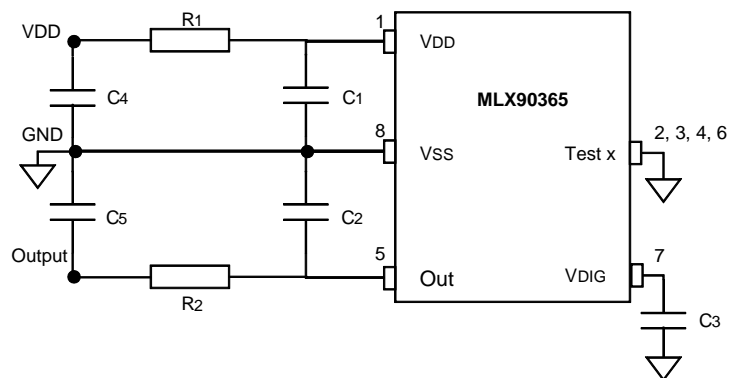 VDD
R1
1
VDD
C4
C1
MLX90365
GND
8
VSS
Test x
2, 3, 4, 6
C5
C2
Output
R2
5
Out
VDIG
7
C3